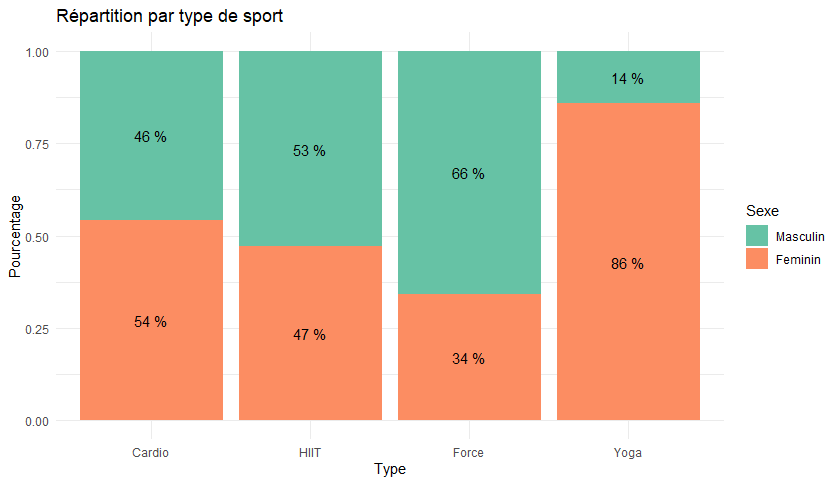 Répartition par type de sport
1.00
0.75
0.50
0.25
0.00
Pourcentage
46 %
53 %
66 %
14 %
54 %
47 %
34 %
86 %
Cardio
HIIT
Force
Yoga
Type
Sexe
Masculin
Feminin